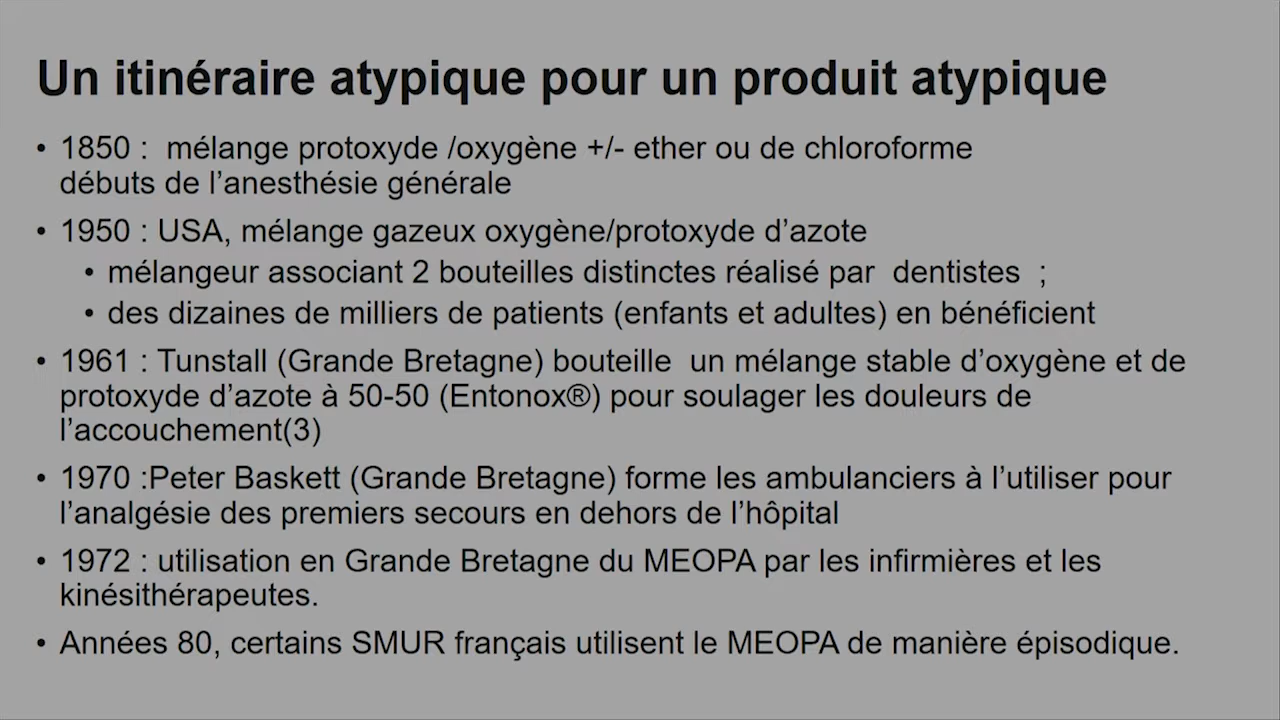 Un itinéraire atypique pour un produit atypique
• 1850 :  mélange protoxyde /oxygène +/- ether ou de chloroforme
débuts de l’anesthésie générale
• 1950 : USA, mélange gazeux oxygène/protoxyde d’azote
• mélangeur associant 2 bouteilles distinctes réalisé par  dentistes  ;
• des dizaines de milliers de patients (enfants et adultes) en bénéficient
• 1961 : Tunstall (Grande Bretagne) bouteille  un mélange stable d’oxygène et de
protoxyde d’azote à 50-50 (Entonox®) pour soulager les douleurs de
l’accouchement(3)
• 1970 :Peter Baskett (Grande Bretagne) forme les ambulanciers à l’utiliser pour
l’analgésie des premiers secours en dehors de l’hôpital
• 1972 : utilisation en Grande Bretagne du MEOPA par les infirmières et les
kinésithérapeutes.
• Années 80, certains SMUR français utilisent le MEOPA de manière épisodique.